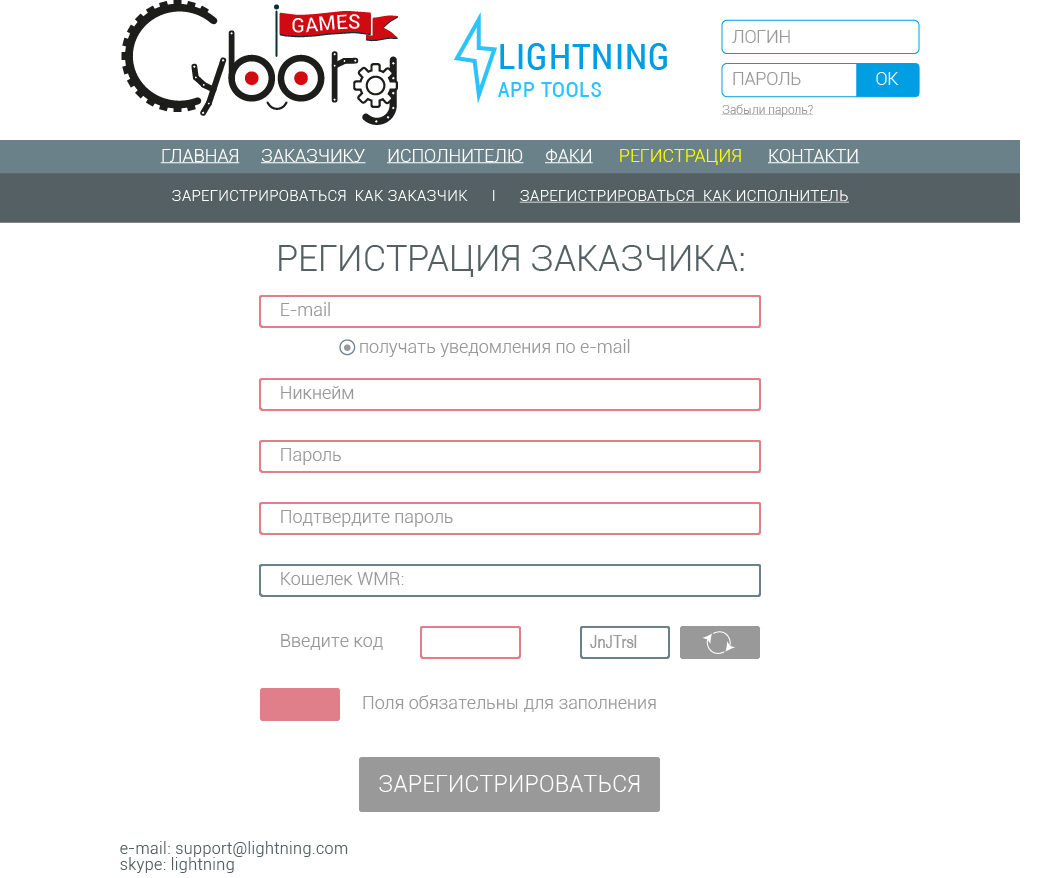 Cyborg GAMES
LIGHTNING
APP TOOLS
ЛОГИН
ПАРОЛЬ OK
Забыли пароль?
ГЛАВНАЯ ЗАКАЗЧИКУ ИСПОЛНИТЕЛЮ ФАКИ РЕГИСТРАЦИЯ КОНТАКТИ
ЗАРЕГИСТРИРОВАТЬСЯ КАК ЗАКАЗЧИК I ЗАРЕГИСТРИРОВАТЬСЯ КАК ИСПОЛНИТЕЛЬ
РЕГИСТРАЦИЯ ЗАКАЗЧИКА:
E-mail
получать уведомления по e-mail
Никнейм
Пароль
Подтвердите пароль
Кошелек WMR:
Введите код JnJTrsl
Поля обязательны для заполнения
ЗАРЕГИСТРИРОВАТЬСЯ
e-mail: support@lightning.com
skype: lightning